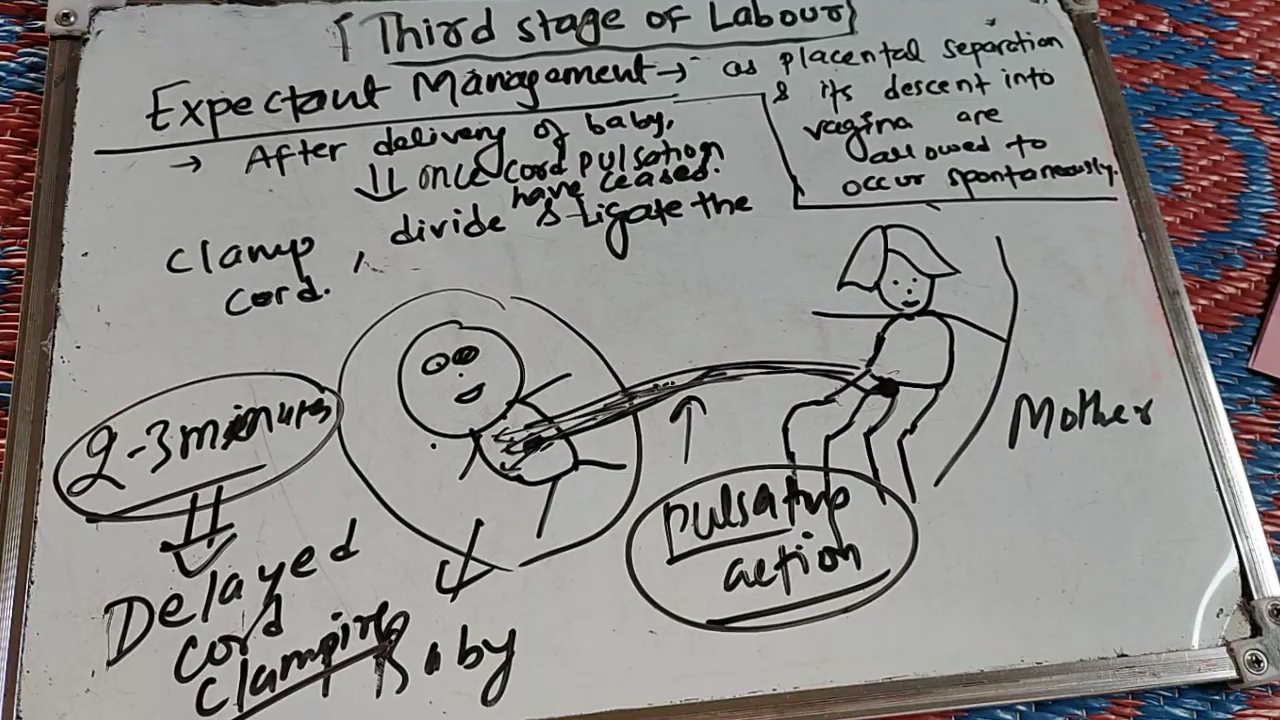 [Third stage of Labour]
Expectant Management → as placental separation
& its descent into
vagina are
allowed to
occur spontaneously.
→ After delivery of baby,
⇓ once cord pulsation
have ceased.
clamp, divide & Ligate the
cord.
2-3 minutes
Delayed
cord
clamping
Baby
pulsating
action
Mother